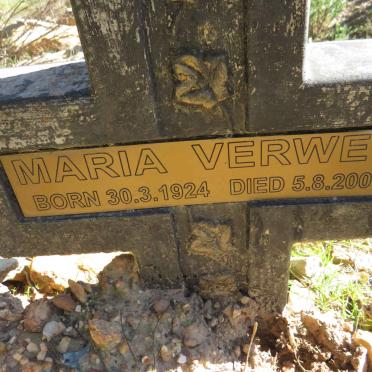 MARIA VERWE
BORN 30.3.1924 DIED 5.8.200